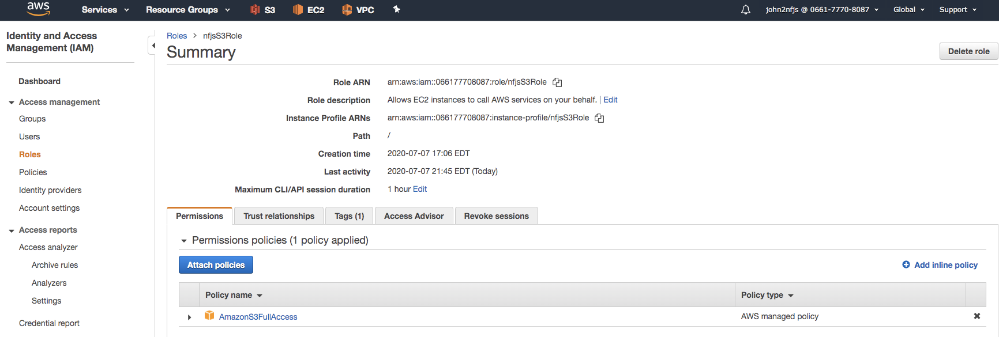 aws Services Resource Groups S3 EC2 VPC john2nfjs @ 0661-7770-8087 Global Support
Identity and Access
Management (IAM)
Dashboard
Access management
Groups
Users
Roles
Policies
Identity providers
Account settings
Access reports
Access analyzer
Archive rules
Analyzers
Settings
Credential report
Roles > nfjsS3Role
Summary
Delete role
Role ARN arn:aws:iam::066177708087:role/nfjsS3Role
Role description Allows EC2 instances to call AWS services on your behalf. | Edit
Instance Profile ARNs arn:aws:iam::066177708087:instance-profile/nfjsS3Role
Path /
Creation time 2020-07-07 17:06 EDT
Last activity 2020-07-07 21:45 EDT (Today)
Maximum CLI/API session duration 1 hour Edit
Permissions Trust relationships Tags (1) Access Advisor Revoke sessions
Permissions policies (1 policy applied)
Attach policies Add inline policy
Policy name Policy type
AmazonS3FullAccess AWS managed policy